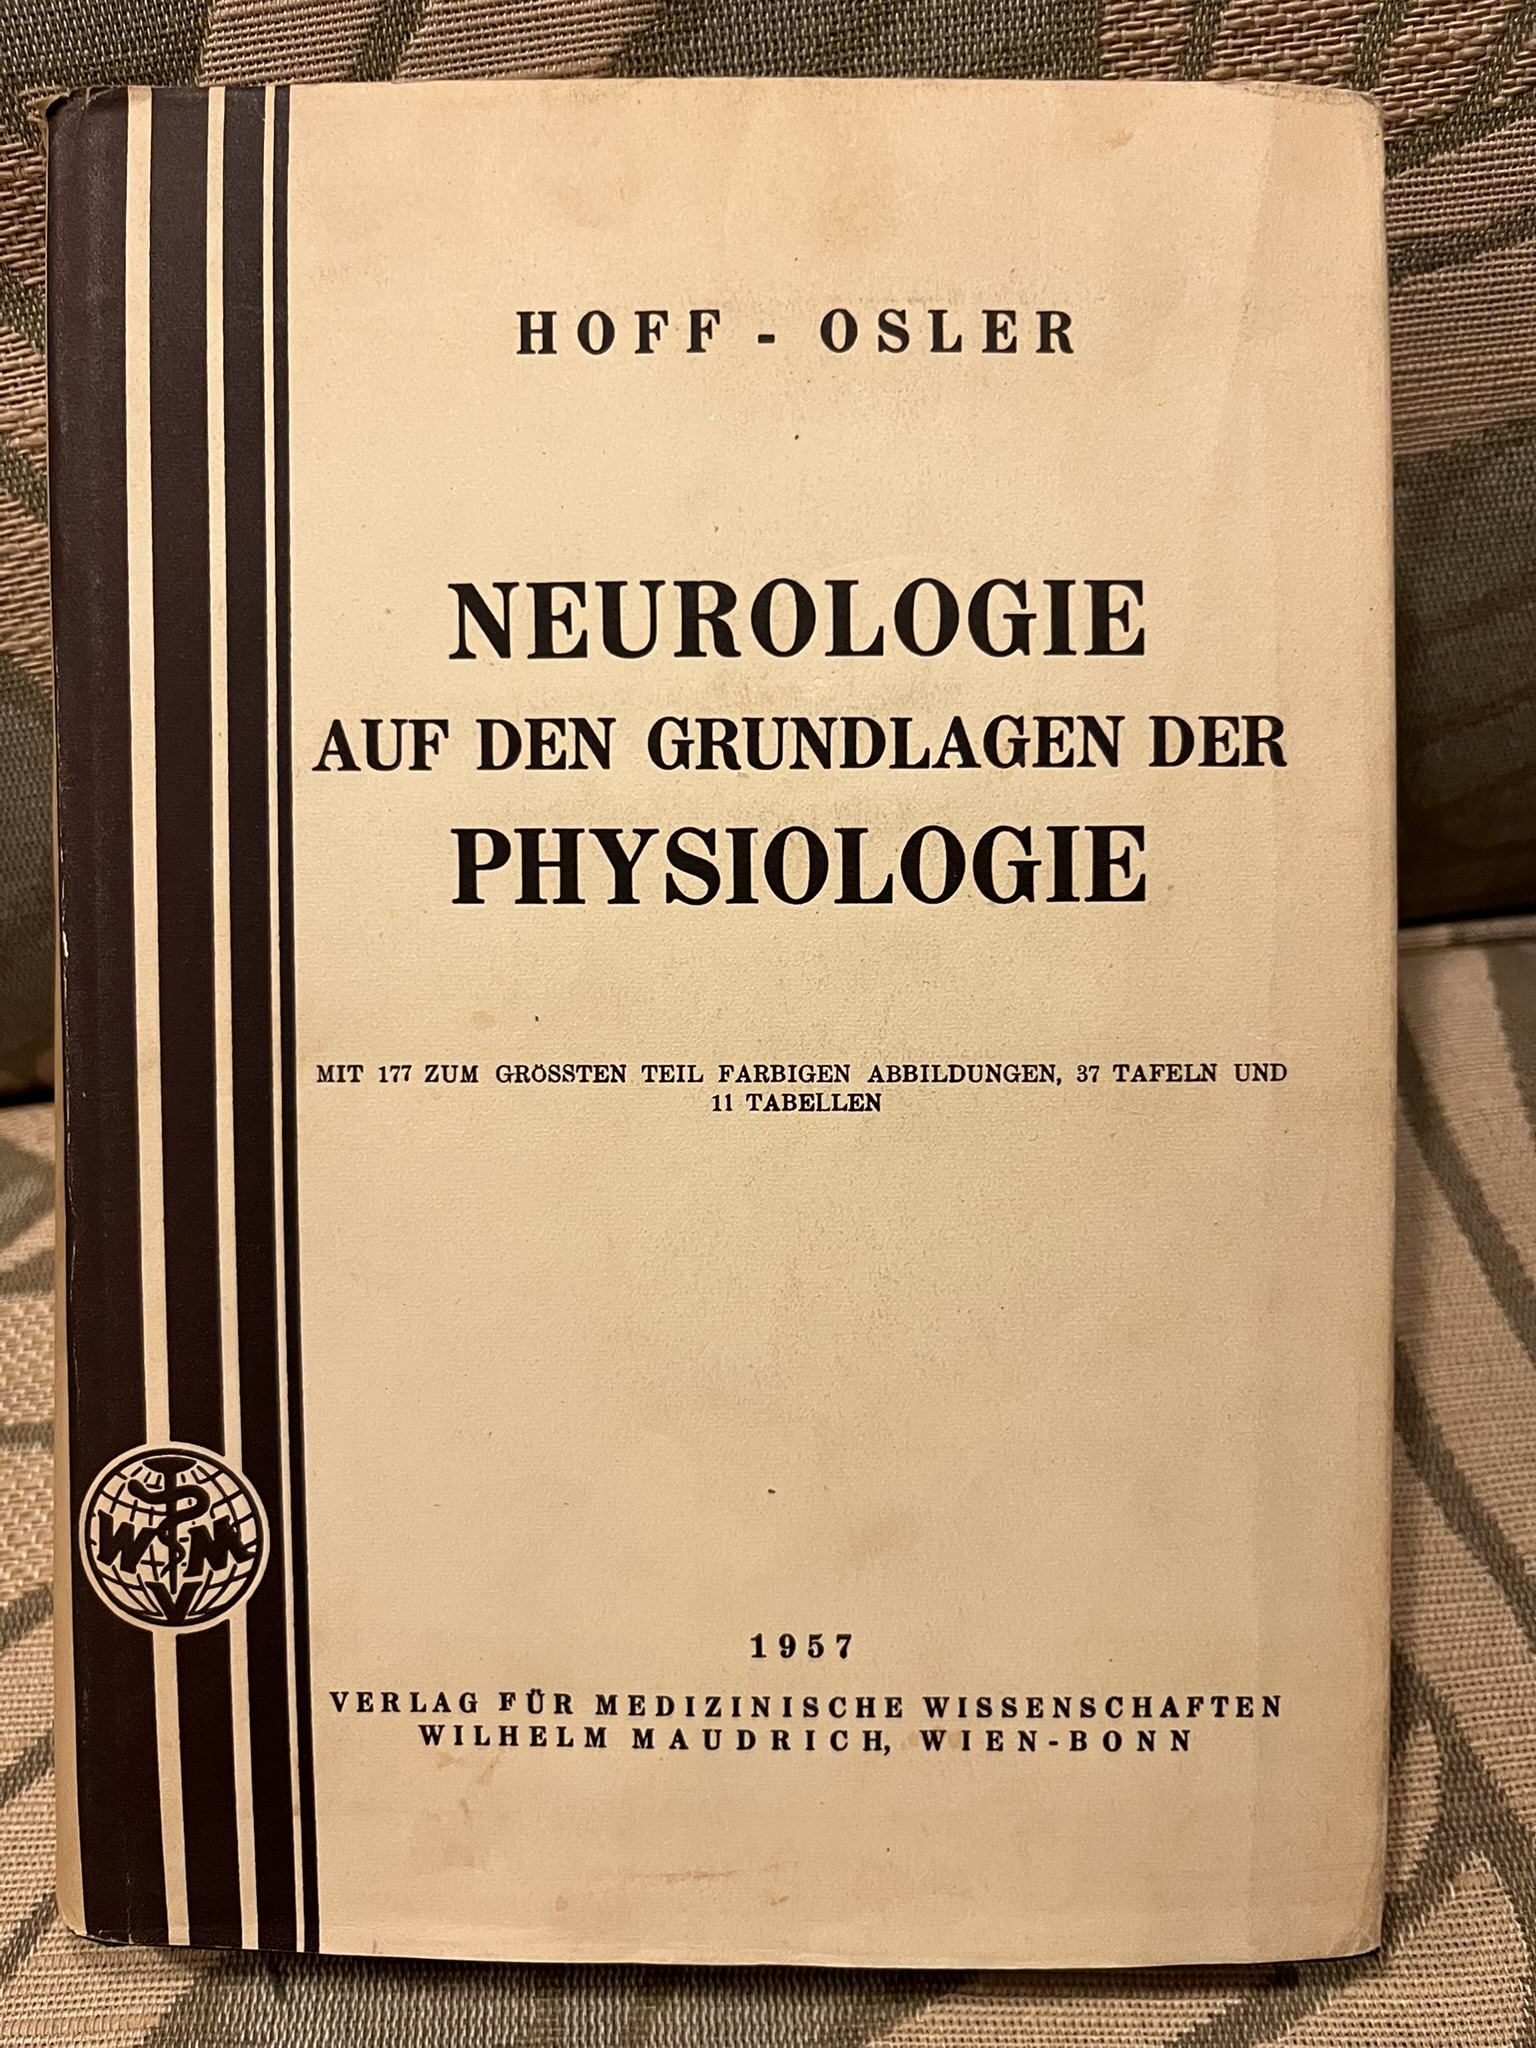 HOFF - OSLER
NEUROLOGIE
AUF DEN GRUNDLAGEN DER
PHYSIOLOGIE
MIT 177 ZUM GRÖSSTEN TEIL FARBIGEN ABBILDUNGEN, 37 TAFELN UND
11 TABELLEN
W M
V
1957
VERLAG FÜR MEDIZINISCHE WISSENSCHAFTEN
WILHELM MAUDRICH, WIEN-BONN